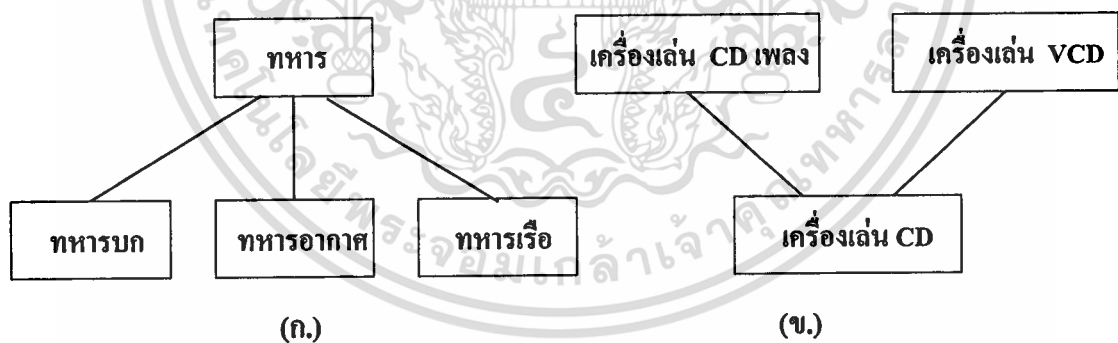 ทหาร
เครื่องเล่น CD เพลง
เครื่องเล่น VCD
ทหารบก
ทหารอากาศ
ทหารเรือ
เครื่องเล่น CD
(ก.)
(ข.)